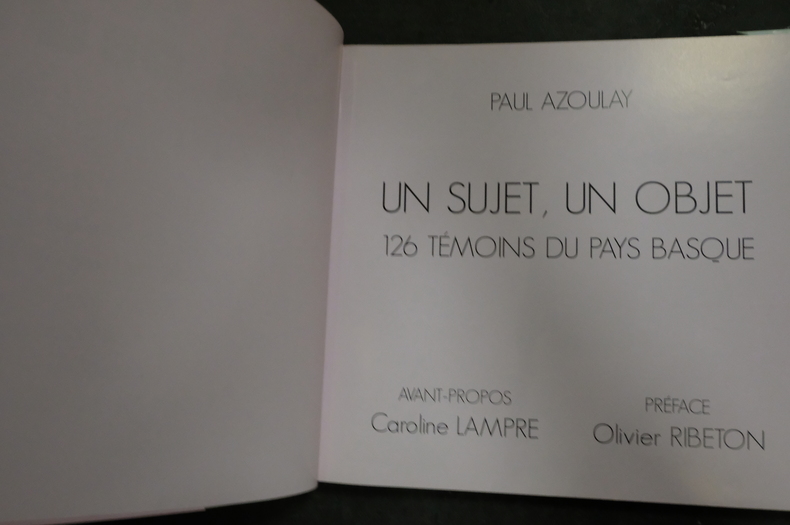 PAUL AZOULAY
UN SUJET, UN OBJET
126 TÉMOINS DU PAYS BASQUE
AVANT-PROPOS
Caroline LAMPRE
PRÉFACE
Olivier RIBETON